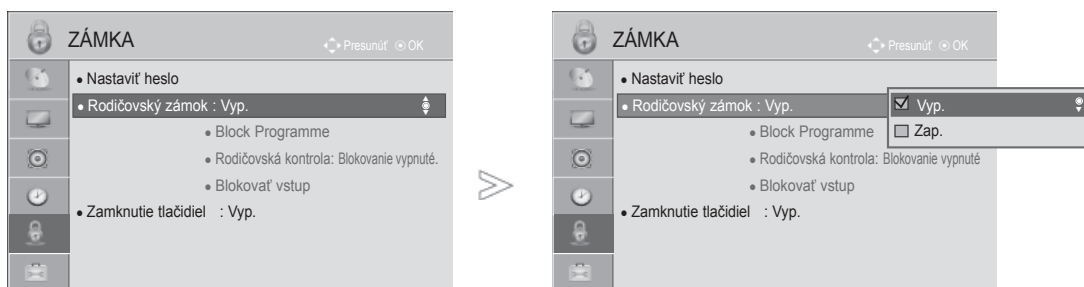 ZÁMKA
Presunúť OK
• Nastaviť heslo
• Rodičovský zámok : Vyp.
• Block Programme
• Rodičovská kontrola: Blokovanie vypnuté.
• Blokovať vstup
• Zamknutie tlačidiel : Vyp.
ZÁMKA
Presunúť OK
• Nastaviť heslo
• Rodičovský zámok : Vyp.
Vyp.
Zap.
• Block Programme
• Rodičovská kontrola: Blokovanie vypnuté
• Blokovať vstup
• Zamknutie tlačidiel : Vyp.